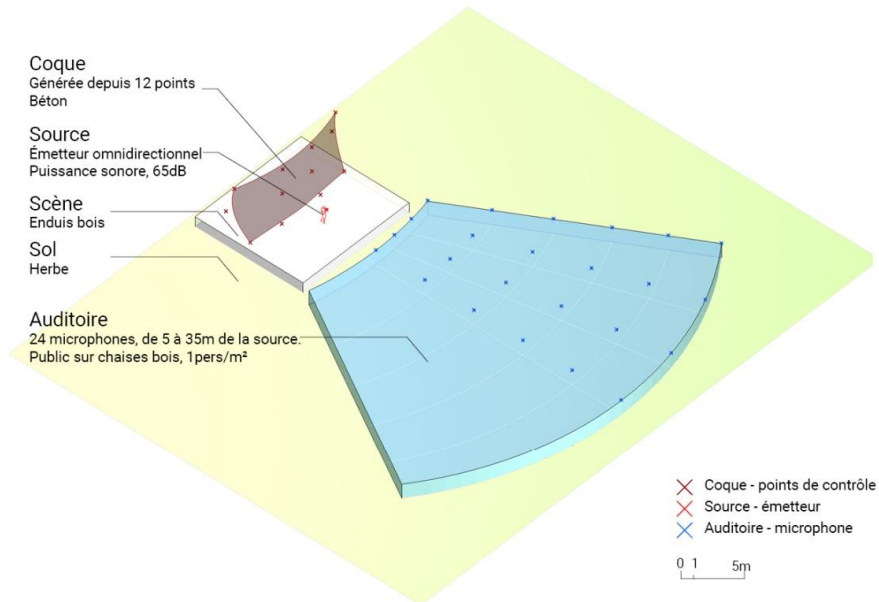 Coque
Générée depuis 12 points
Béton
Source
Émetteur omnidirectionnel
Puissance sonore, 65dB
Scène
Enduis bois
Sol
Herbe
Auditoire
24 microphones, de 5 à 35m de la source.
Public sur chaises bois, 1pers/m²
Coque - points de contrôle
Source - émetteur
Auditoire - microphone
0 1 5m